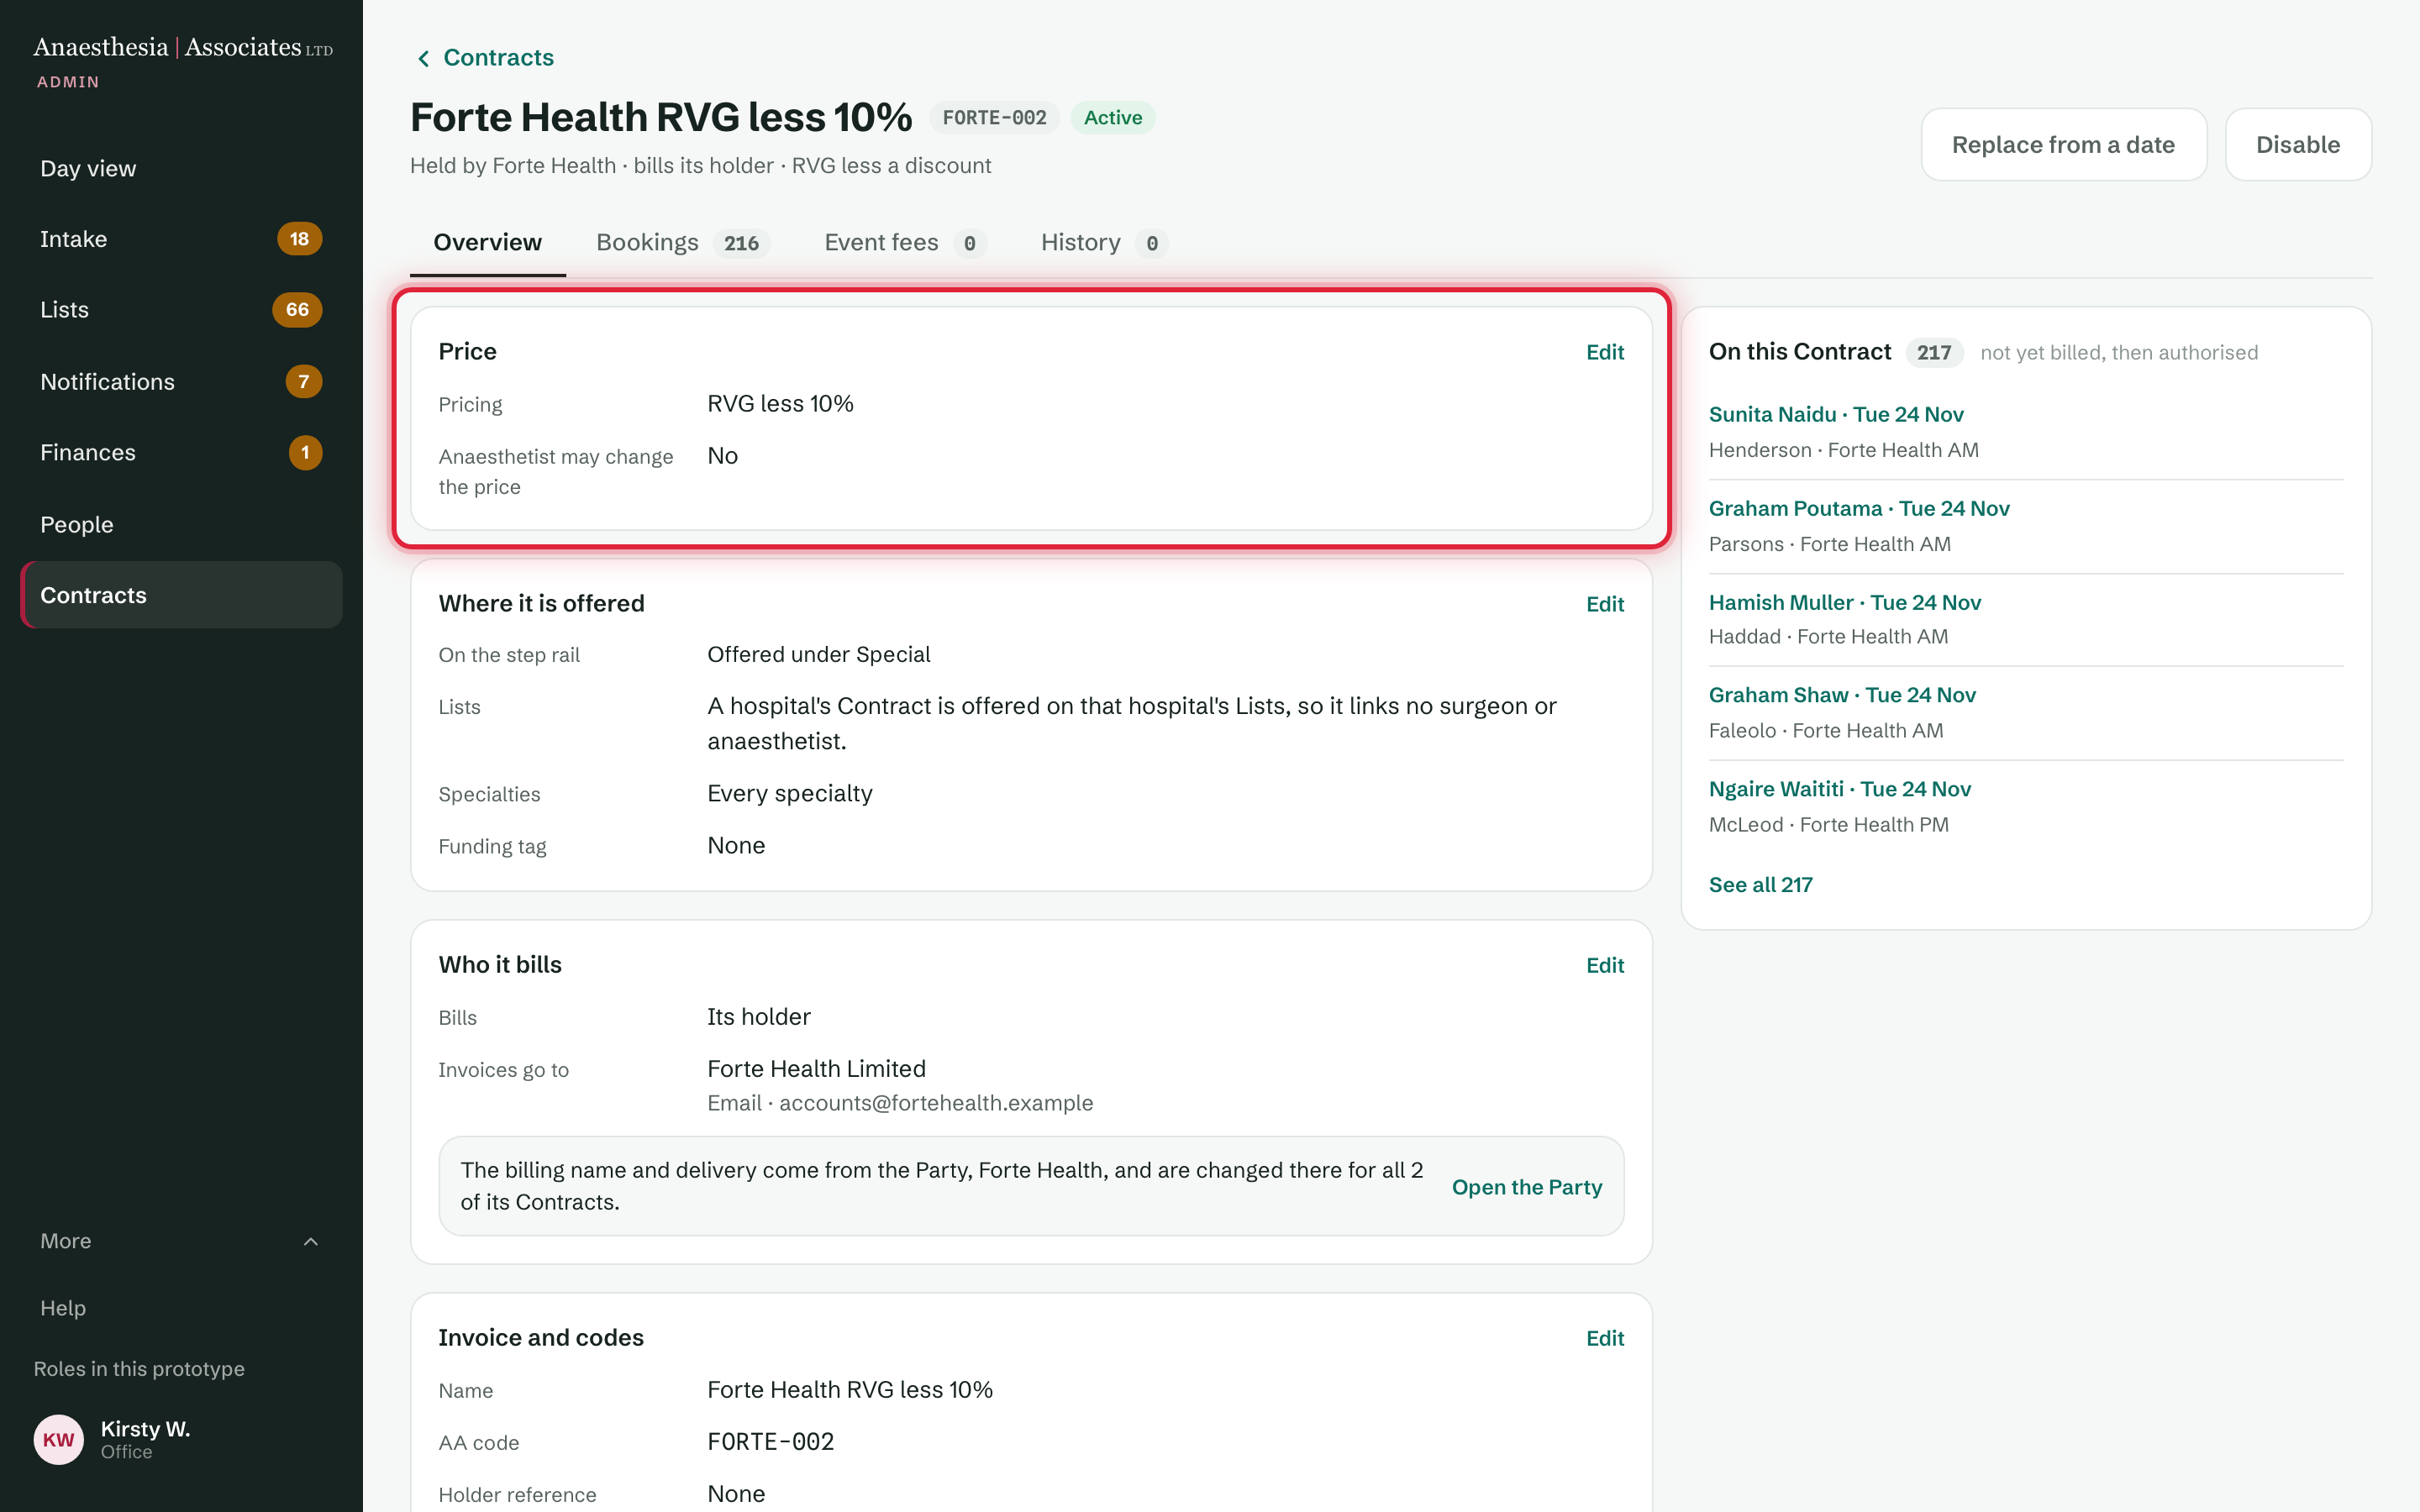 Anaesthesia | Associates LTD
ADMIN
Day view
Intake 18
Lists 66
Notifications 7
Finances 1
People
Contracts
More
Help
Roles in this prototype
KW
Kirsty W.
Office
Contracts
Forte Health RVG less 10% FORTE-002 Active
Held by Forte Health · bills its holder · RVG less a discount
Replace from a date
Disable
Overview
Bookings 216
Event fees 0
History 0
Price
Edit
Pricing
RVG less 10%
Anaesthetist may change
the price
No
Where it is offered
Edit
On the step rail
Offered under Special
Lists
A hospital's Contract is offered on that hospital's Lists, so it links no surgeon or
anaesthetist.
Specialties
Every specialty
Funding tag
None
Who it bills
Edit
Bills
Its holder
Invoices go to
Forte Health Limited
Email · accounts@fortehealth.example
The billing name and delivery come from the Party, Forte Health, and are changed there for all 2
of its Contracts.
Open the Party
Invoice and codes
Edit
Name
Forte Health RVG less 10%
AA code
FORTE-002
Holder reference
None
On this Contract 217 not yet billed, then authorised
Sunita Naidu · Tue 24 Nov
Henderson · Forte Health AM
Graham Poutama · Tue 24 Nov
Parsons · Forte Health AM
Hamish Muller · Tue 24 Nov
Haddad · Forte Health AM
Graham Shaw · Tue 24 Nov
Faleolo · Forte Health AM
Ngaire Waititi · Tue 24 Nov
McLeod · Forte Health PM
See all 217